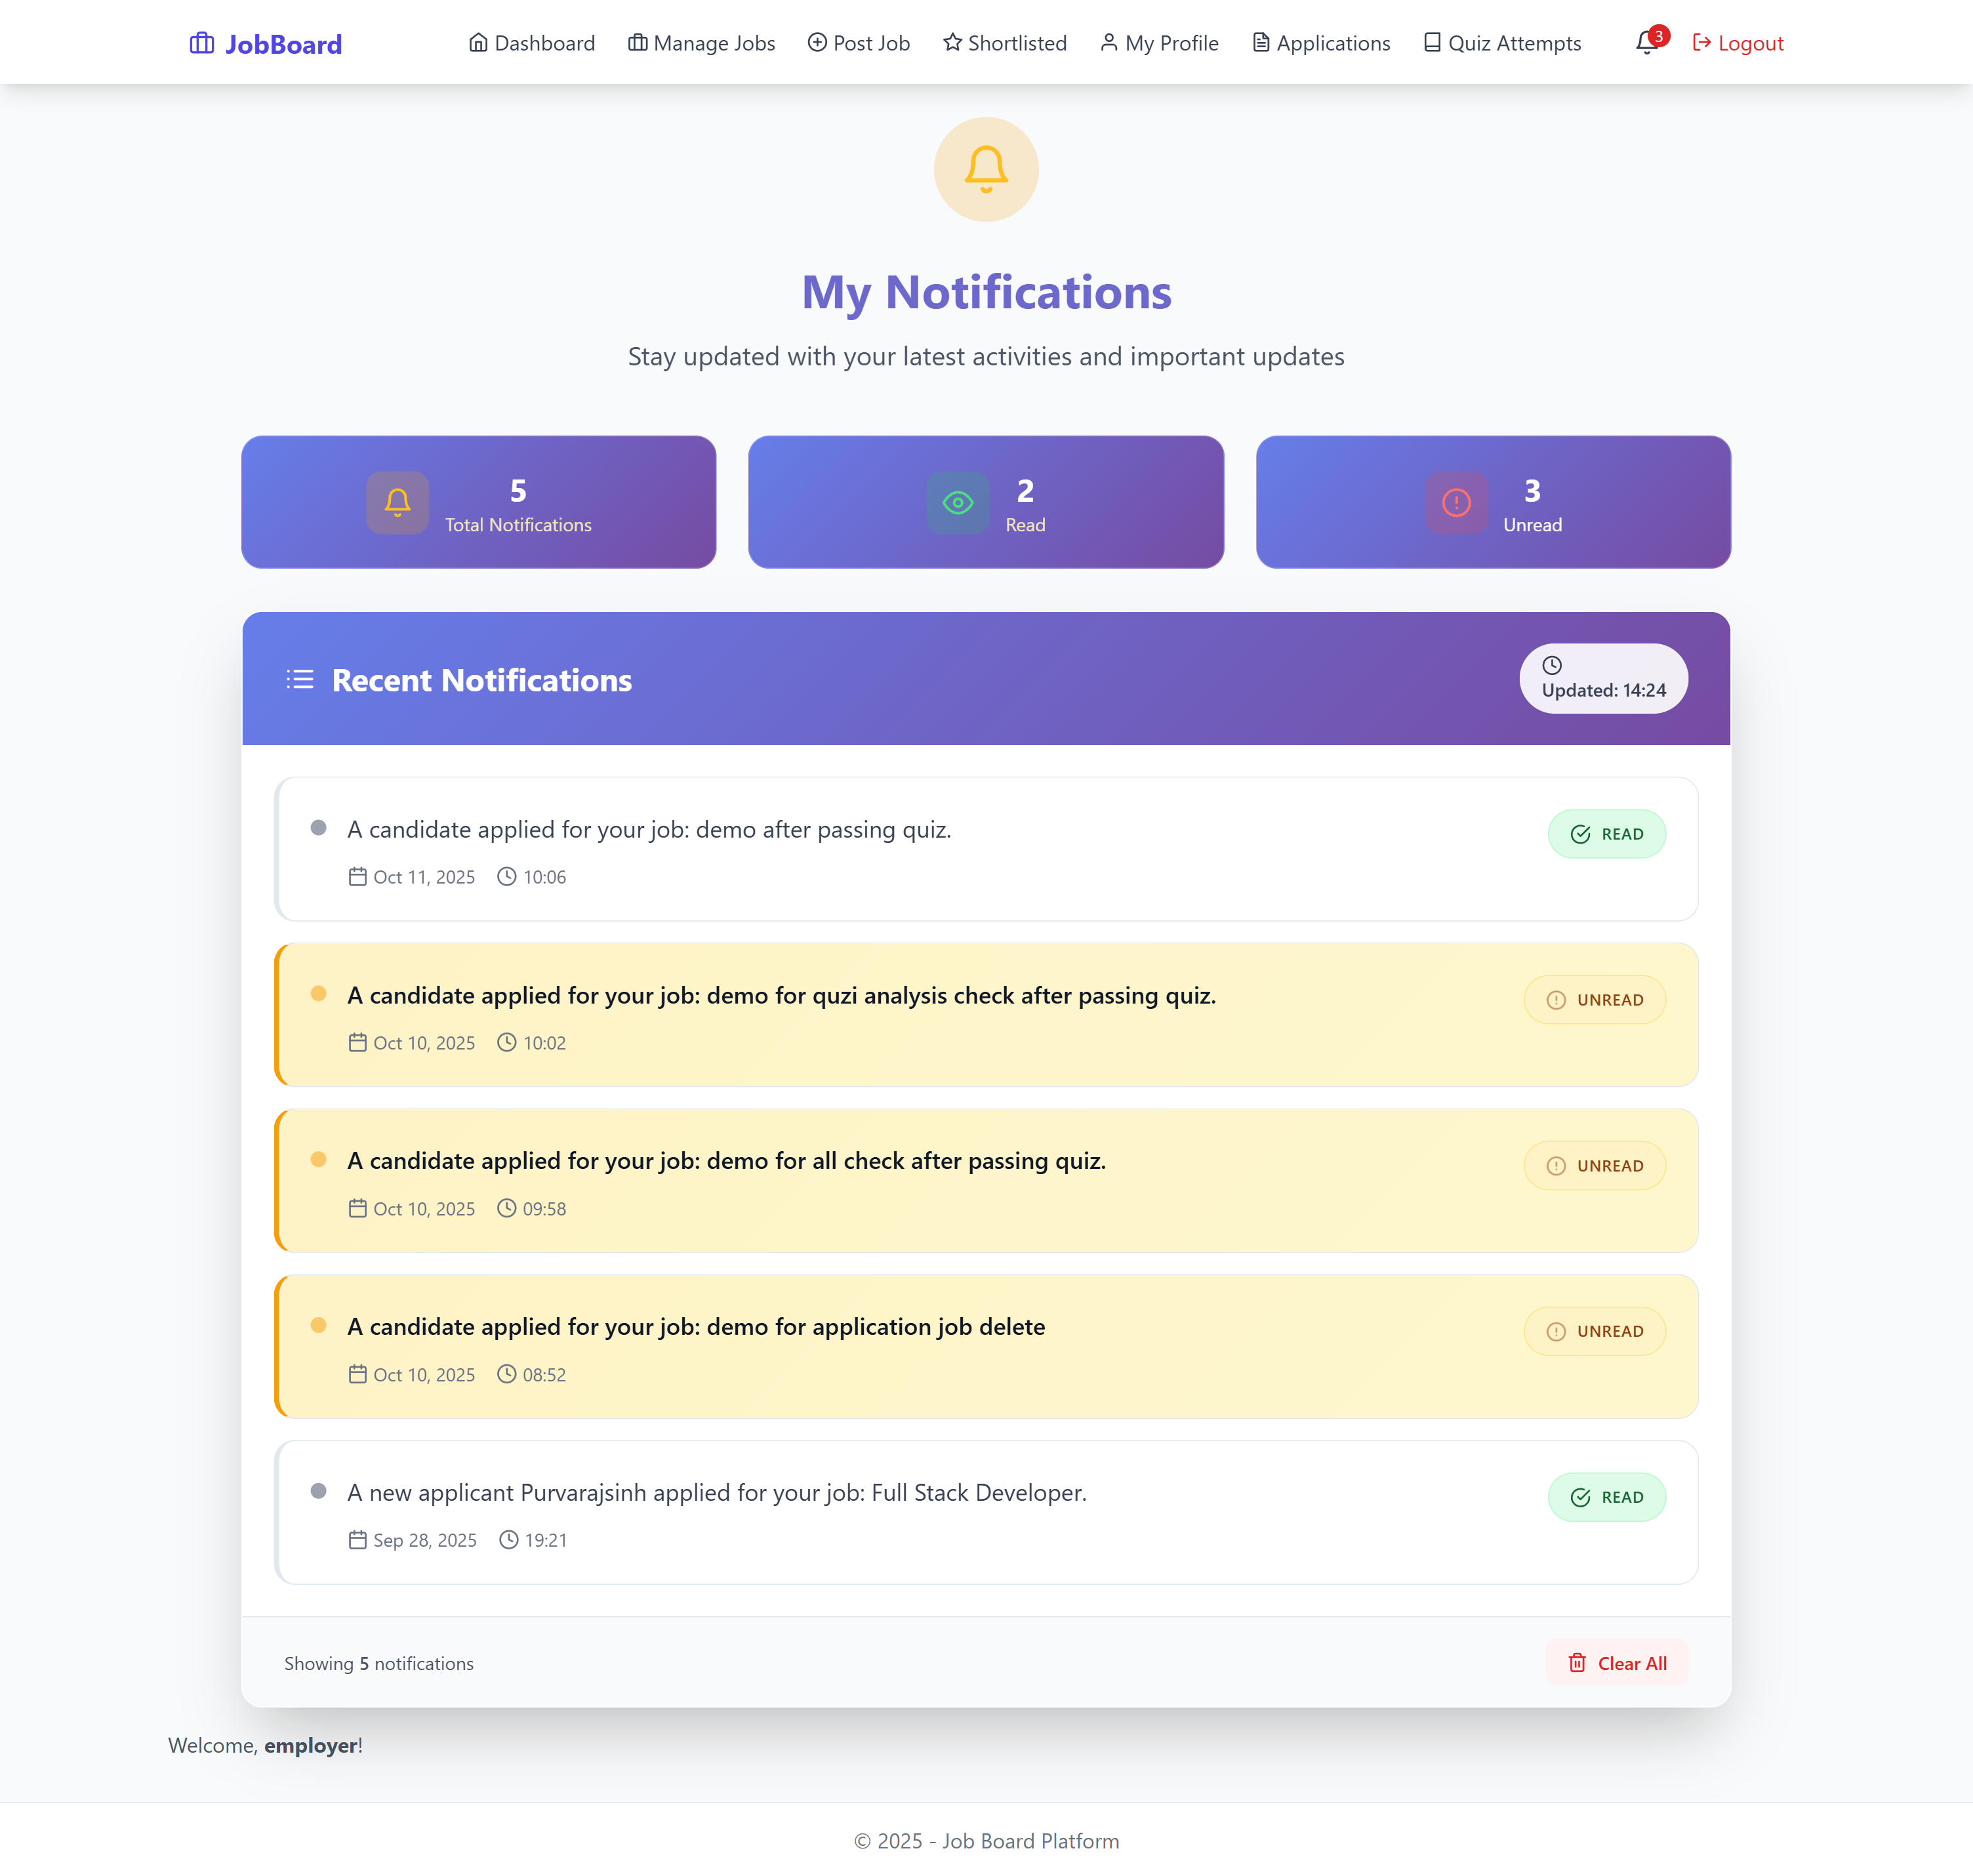 JobBoard
Dashboard Manage Jobs Post Job Shortlisted My Profile Applications Quiz Attempts 3 Logout
My Notifications
Stay updated with your latest activities and important updates
5
Total Notifications
2
Read
3
Unread
Recent Notifications
Updated: 14:24
A candidate applied for your job: demo after passing quiz.
READ
Oct 11, 2025 10:06
A candidate applied for your job: demo for quzi analysis check after passing quiz.
UNREAD
Oct 10, 2025 10:02
A candidate applied for your job: demo for all check after passing quiz.
UNREAD
Oct 10, 2025 09:58
A candidate applied for your job: demo for application job delete
UNREAD
Oct 10, 2025 08:52
A new applicant Purvarajsinh applied for your job: Full Stack Developer.
READ
Sep 28, 2025 19:21
Showing 5 notifications
Clear All
Welcome, employer!
© 2025 - Job Board Platform